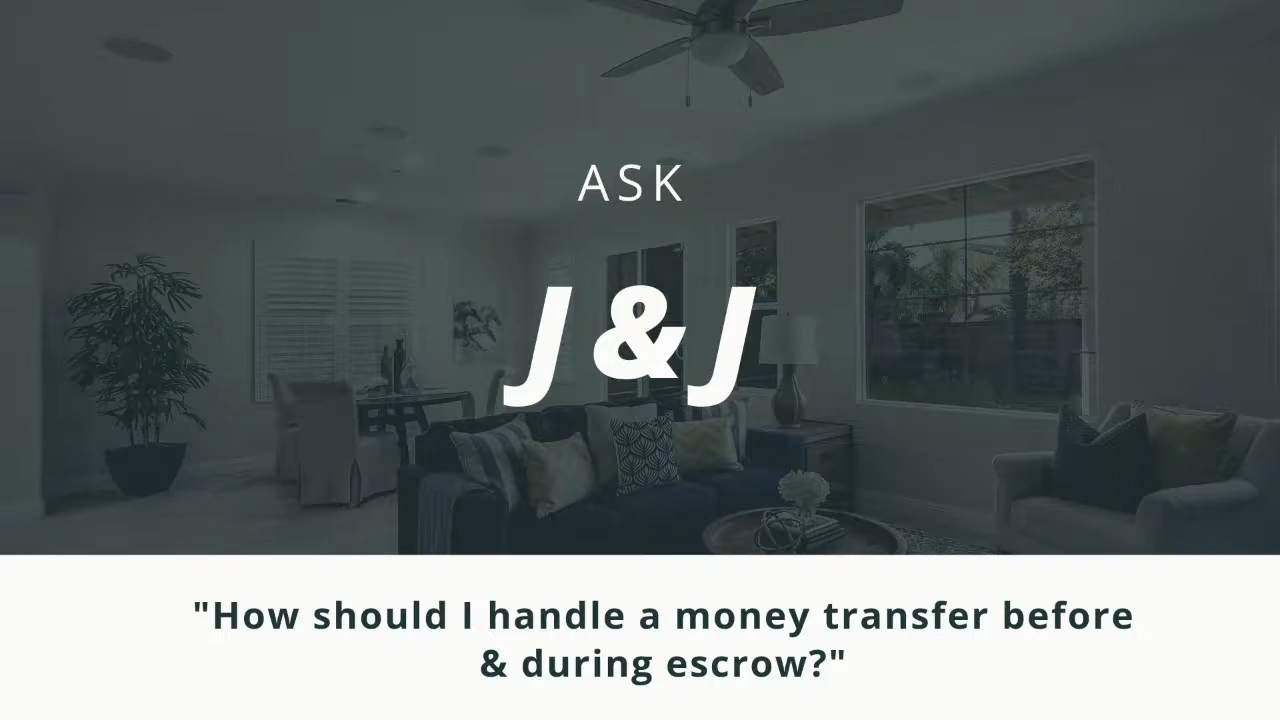 ASK
J & J
"How should I handle a money transfer before
& during escrow?"